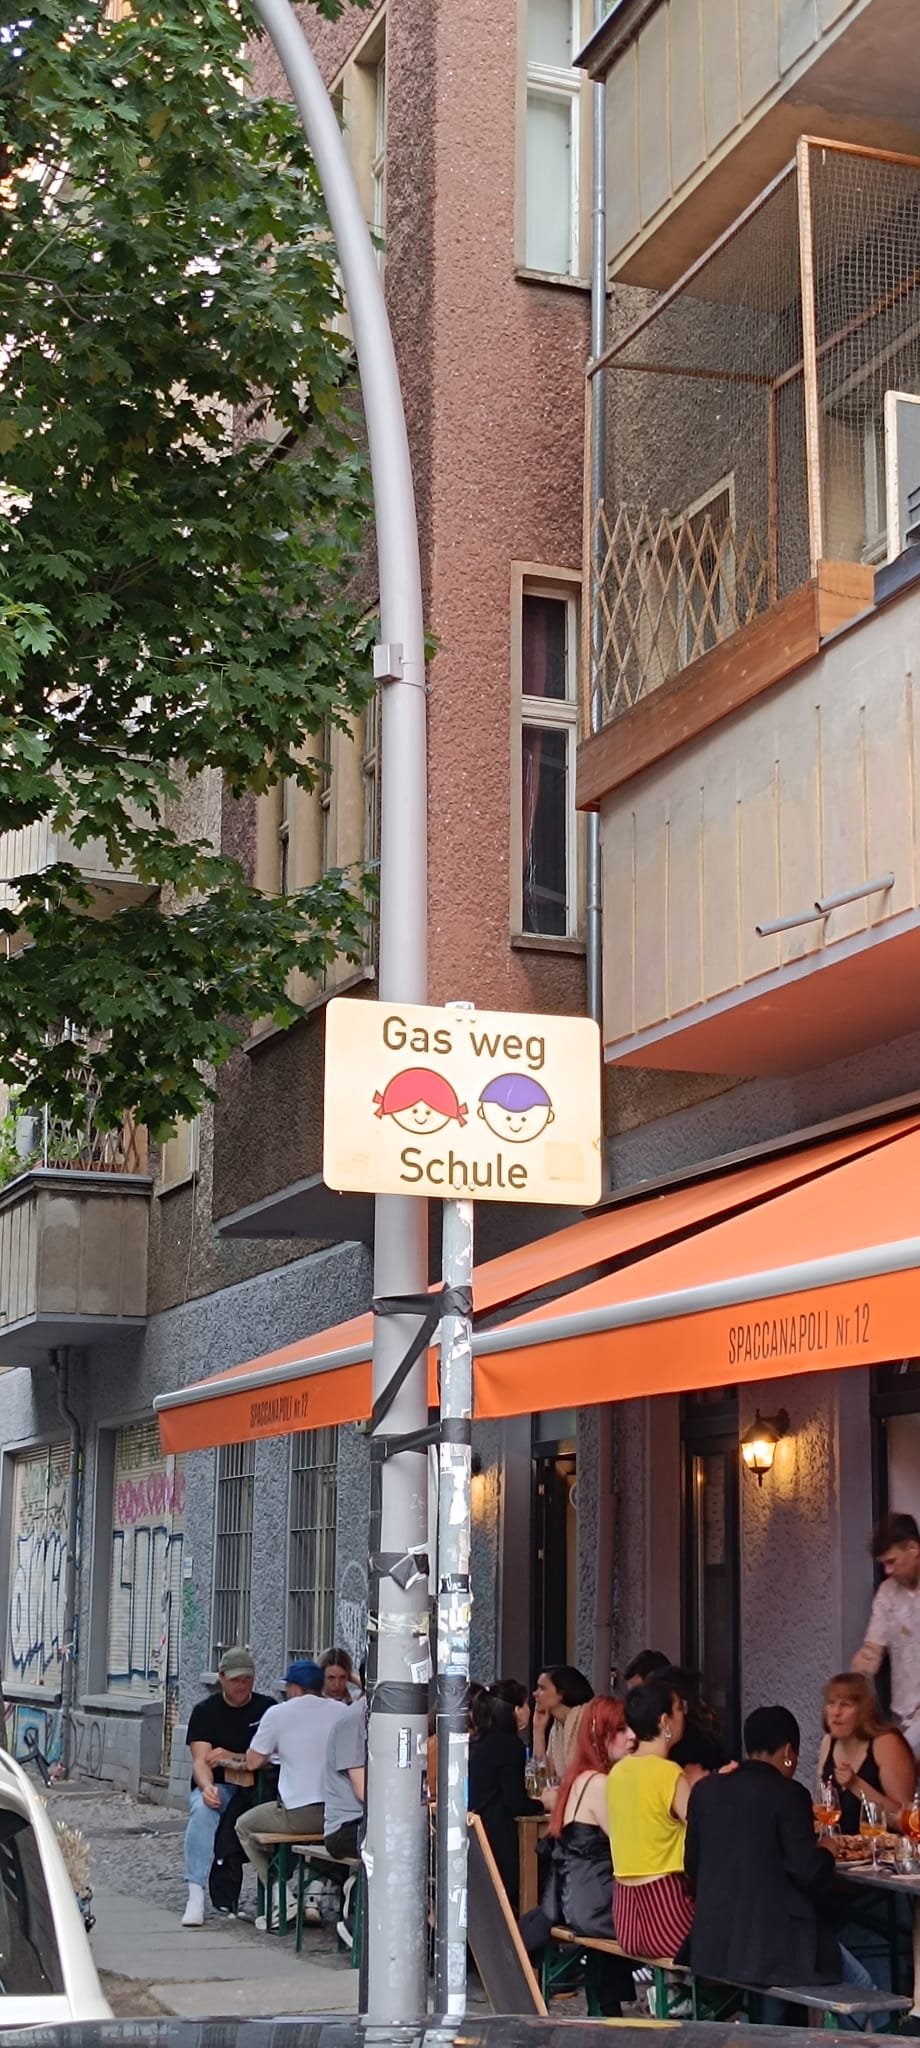 Gas weg
Schule
SPACCANAPOLI Nr.12
SPACCANAPOLI Nr.12